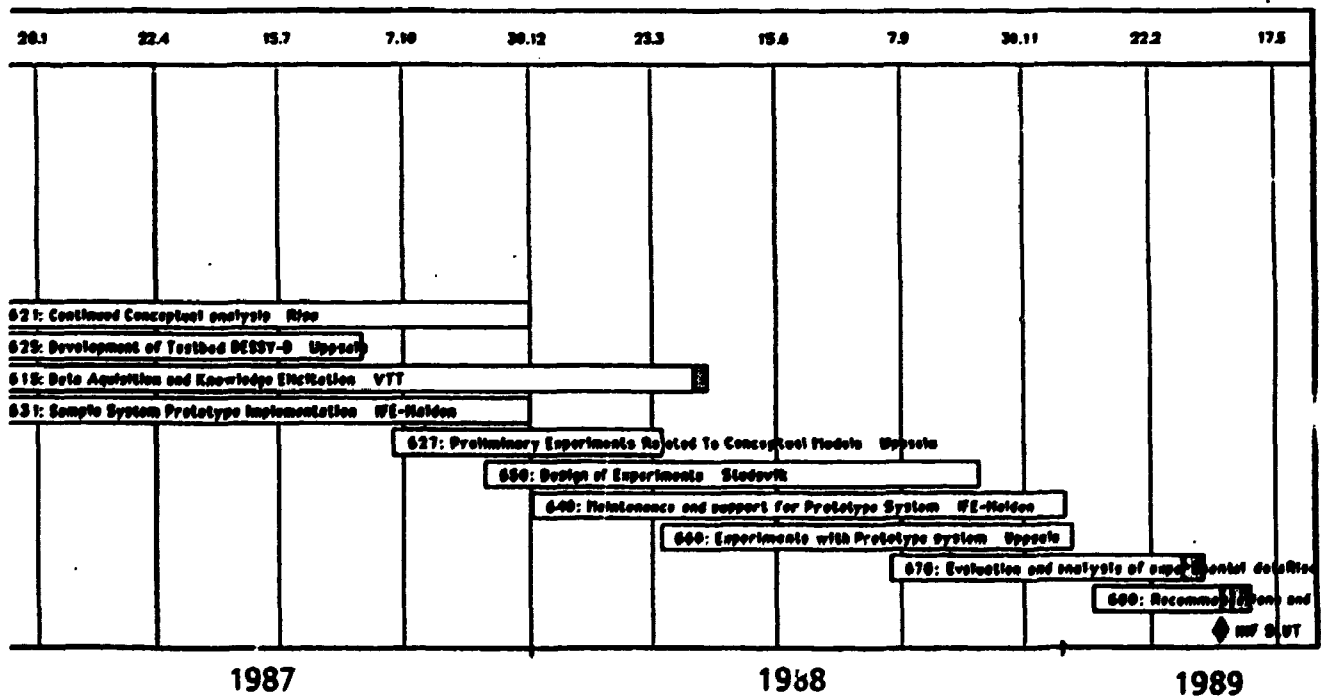 28.1 22.4 15.7 7.10 30.12 23.3 15.6 7.9 30.11 22.2 17.5
621: Continued Conceptual analysis Risø
625: Development of Testbed DESSY-D Uppsala
615: Data Aquisition and Knowledge Elicitation VTT
631: Sample System Prototype Implementation IFE-Halden
627: Preliminary Experiments Related To Conceptual Models Uppsala
650: Design of Experiments Studsvik
640: Maintenance and support for Prototype System IFE-Halden
660: Experiments with Prototype system Uppsala
670: Evaluation and analysis of experimental data Risø
680: Recommendations and
SLUT
1987 1988 1989